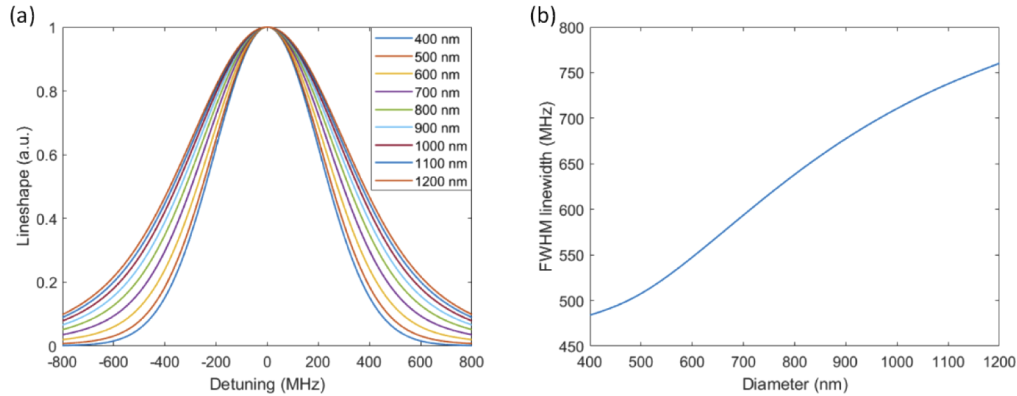 (a)
1
0.8
0.6
0.4
0.2
0
Lineshape (a.u.)
-800 -600 -400 -200 0 200 400 600 800
Detuning (MHz)
400 nm
500 nm
600 nm
700 nm
800 nm
900 nm
1000 nm
1100 nm
1200 nm
(b)
800
750
700
650
600
550
500
450
FWHM linewidth (MHz)
400 500 600 700 800 900 1000 1100 1200
Diameter (nm)